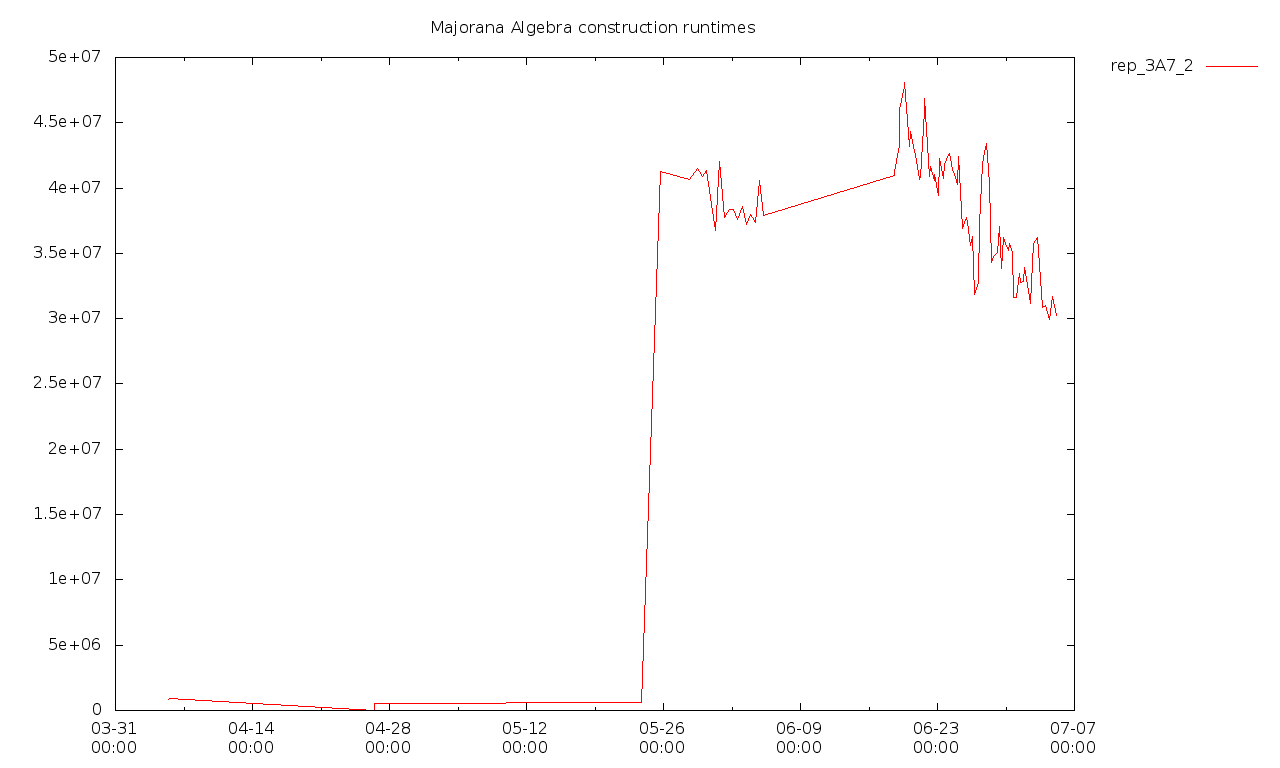 Majorana Algebra construction runtimes
rep_3A7_2
5e+07
4.5e+07
4e+07
3.5e+07
3e+07
2.5e+07
2e+07
1.5e+07
1e+07
5e+06
0
03-31 04-14 04-28 05-12 05-26 06-09 06-23 07-07
00:00 00:00 00:00 00:00 00:00 00:00 00:00 00:00